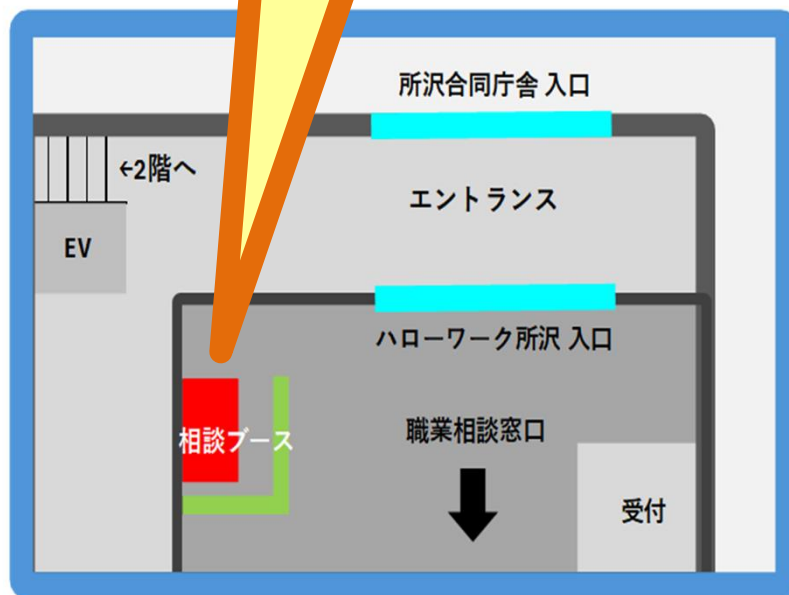 所沢合同庁舎 入口
←2階へ
エントランス
EV
ハローワーク所沢 入口
相談ブース
職業相談窓口
受付